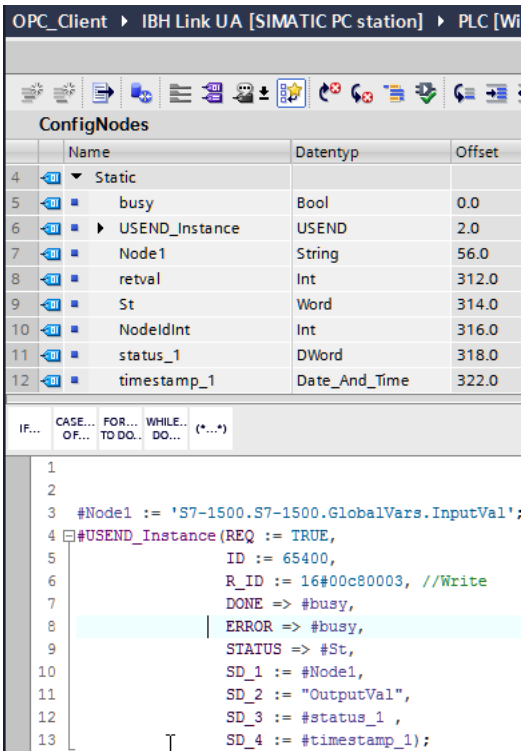 OPC_Client ▸ IBH Link UA [SIMATIC PC station] ▸ PLC [Wi
ConfigNodes
Name Datentyp Offset
4 Static
5 busy Bool 0.0
6 USEND_Instance USEND 2.0
7 Node1 String 56.0
8 retval Int 312.0
9 St Word 314.0
10 NodeIdInt Int 316.0
11 status_1 DWord 318.0
12 timestamp_1 Date_And_Time 322.0
IF... CASE... FOR... WHILE.. (*...*)
OF... TO DO.. DO...
1
2
3 #Node1 := 'S7-1500.S7-1500.GlobalVars.InputVal';
4 #USEND_Instance(REQ := TRUE,
5 ID := 65400,
6 R_ID := 16#00c80003, //Write
7 DONE => #busy,
8 ERROR => #busy,
9 STATUS => #St,
10 SD_1 := #Node1,
11 SD_2 := "OutputVal",
12 SD_3 := #status_1 ,
13 SD_4 := #timestamp_1);